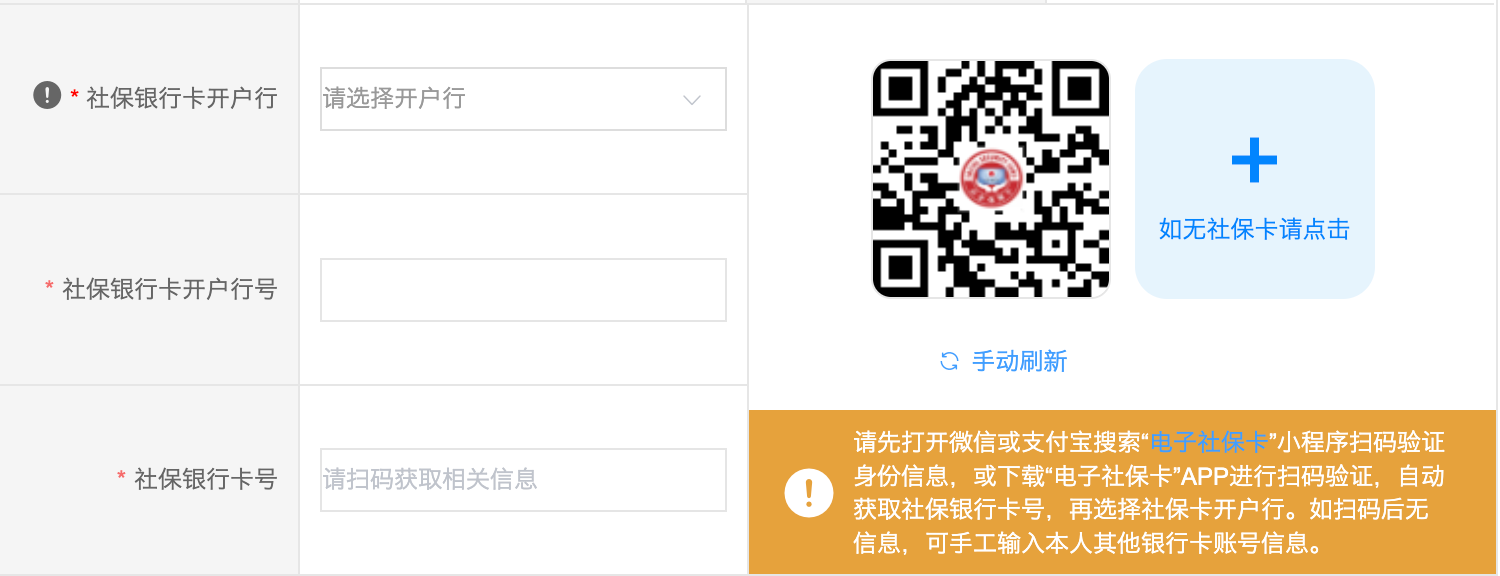 * 社保银行卡开户行
请选择开户行
* 社保银行卡开户行号
* 社保银行卡号
请扫码获取相关信息
如无社保卡请点击
手动刷新
请先打开微信或支付宝搜索“电子社保卡”小程序扫码验证
身份信息，或下载“电子社保卡”APP进行扫码验证，自动
获取社保银行卡号，再选择社保卡开户行。如扫码后无
信息，可手工输入本人其他银行卡账号信息。